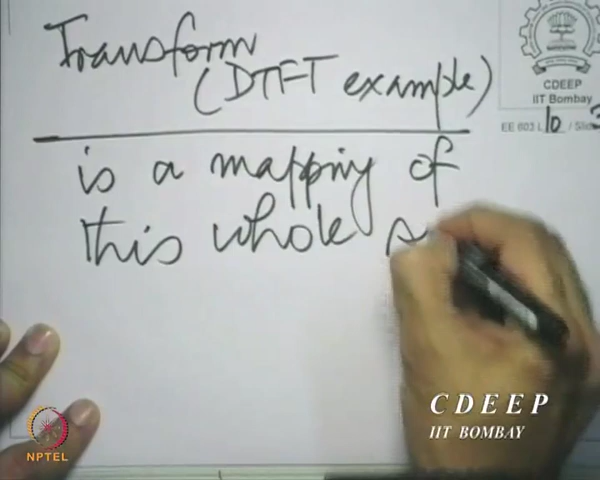 Transform
(DTFT example)
CDEEP
IIT Bombay
EE 603 L 10 / Slide
is a mapping of
this whole
CDEEP
IIT BOMBAY
NPTEL